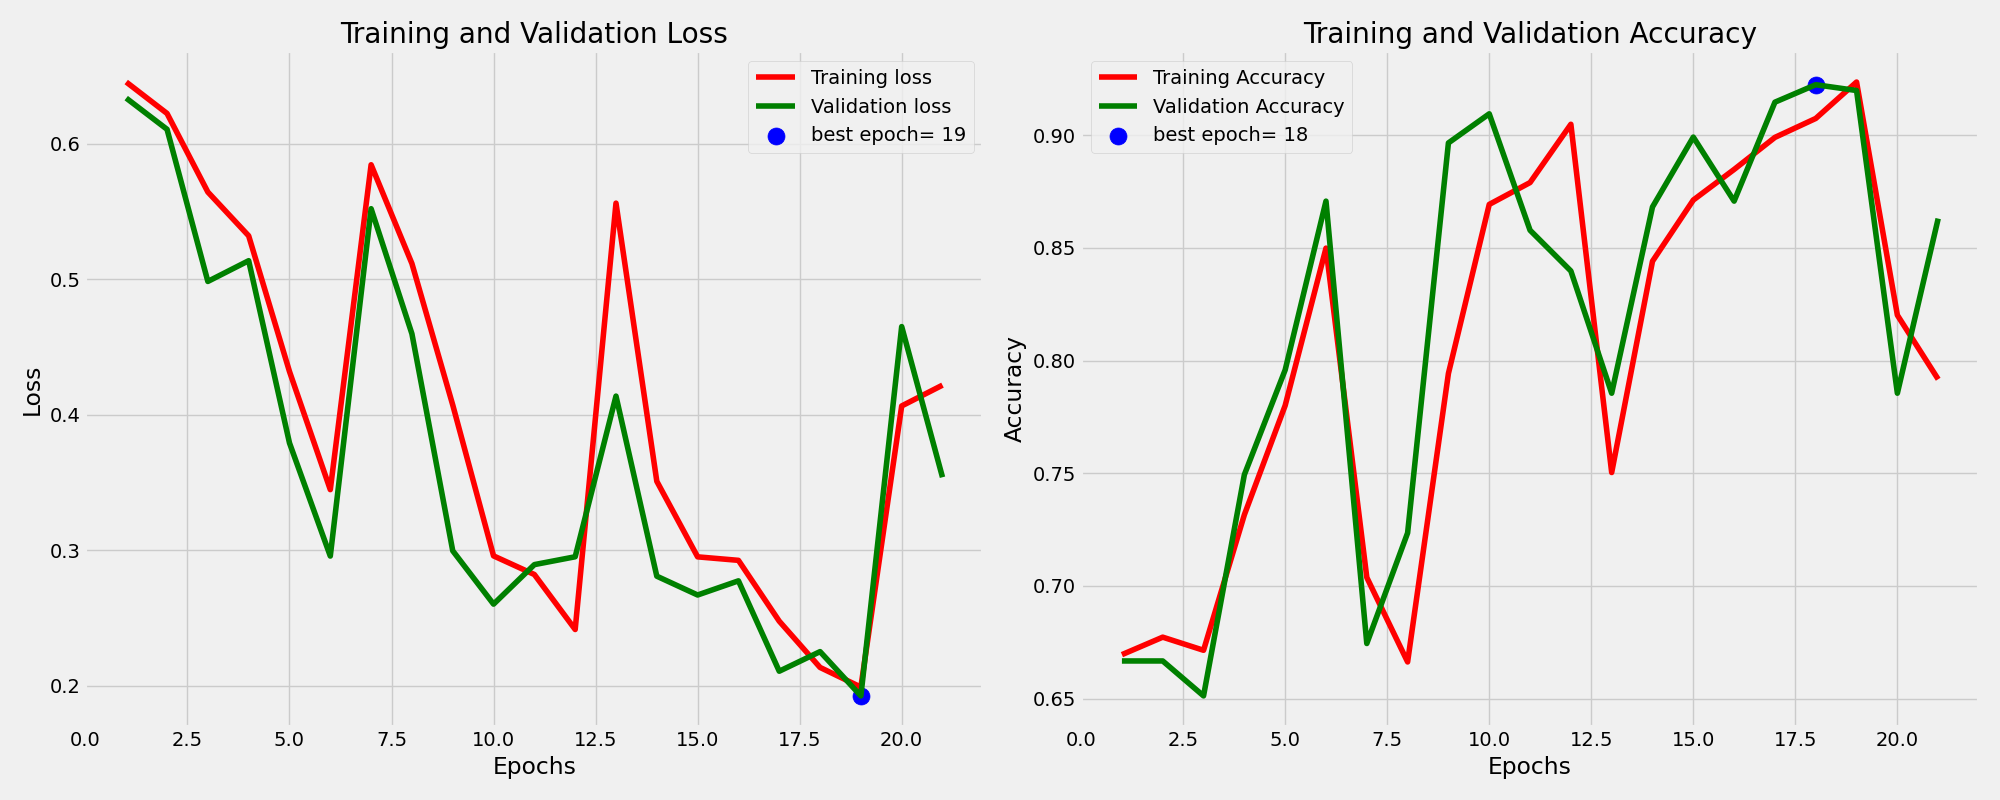 Training and Validation Loss
Training loss
Validation loss
best epoch= 19
0.6
0.5
0.4
0.3
0.2
Loss
0.0 2.5 5.0 7.5 10.0 12.5 15.0 17.5 20.0
Epochs
Training and Validation Accuracy
Training Accuracy
Validation Accuracy
best epoch= 18
0.90
0.85
0.80
0.75
0.70
0.65
Accuracy
0.0 2.5 5.0 7.5 10.0 12.5 15.0 17.5 20.0
Epochs